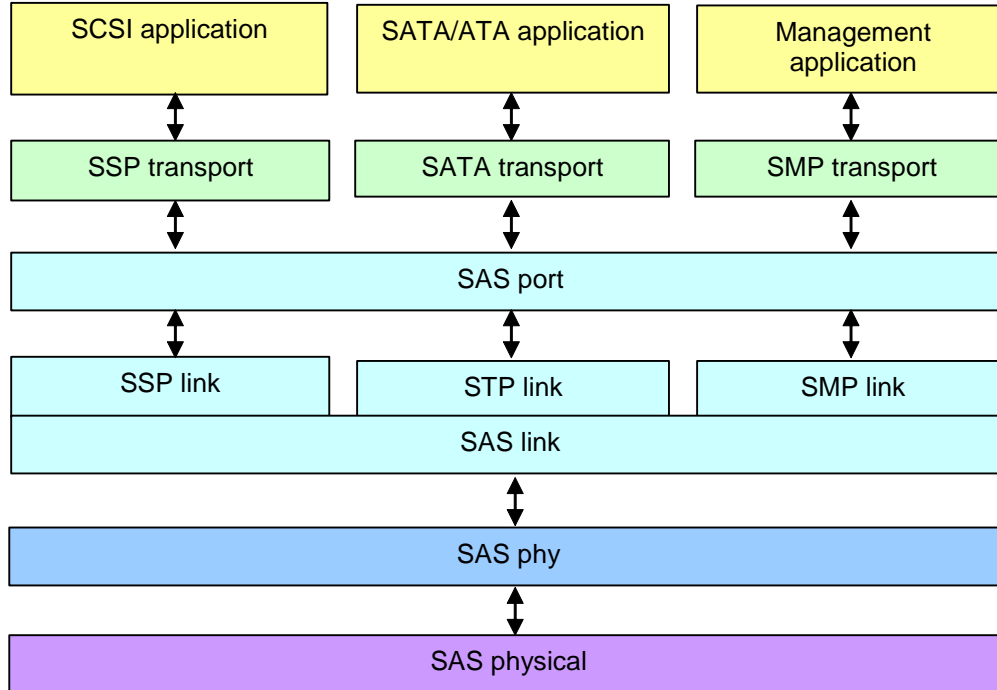 SCSI application
SATA/ATA application
Management
application
SSP transport
SATA transport
SMP transport
SAS port
SSP link
STP link
SMP link
SAS link
SAS phy
SAS physical